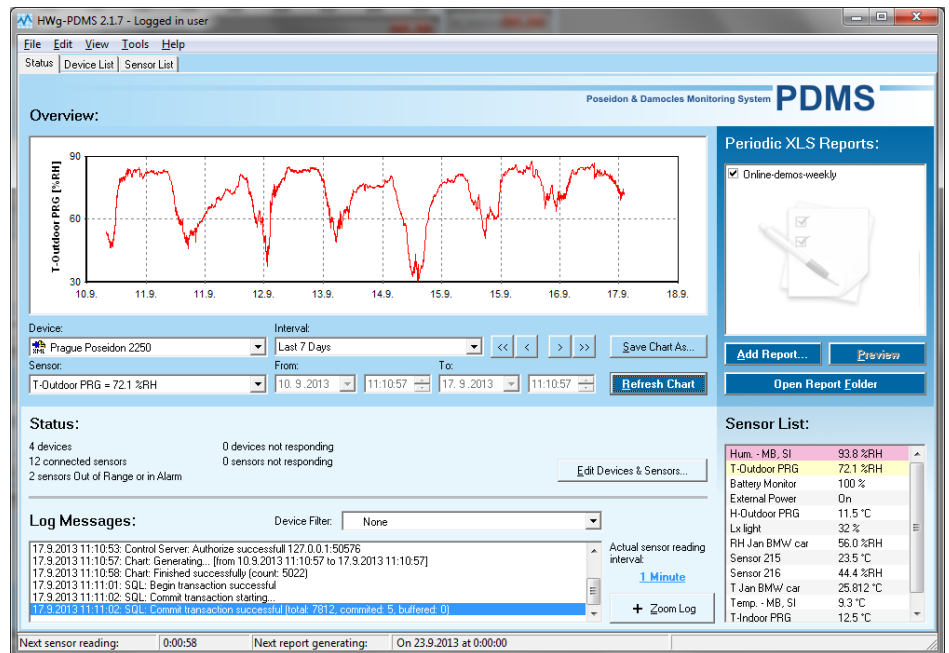 HWg-PDMS 2.1.7 - Logged in user
File Edit View Tools Help
Status Device List Sensor List
Poseidon & Damocles Monitoring System PDMS
Overview:
T-Outdoor PRG [%RH]
90
60
30
10.9. 11.9. 11.9. 12.9. 13.9. 14.9. 15.9. 15.9. 16.9. 17.9. 18.9.
Device: Interval:
XML Prague Poseidon 2250 Last 7 Days << < > >> Save Chart As...
Sensor: From: To:
T-Outdoor PRG = 72.1 %RH 10. 9.2013 11:10:57 17. 9.2013 11:10:57 Refresh Chart
Periodic XLS Reports:
Online-demos-weekly
Add Report... Preview
Open Report Folder
Status:
4 devices 0 devices not responding
12 connected sensors 0 sensors not responding
2 sensors Out of Range or in Alarm
Edit Devices & Sensors...
Log Messages: Device Filter: None
17.9.2013 11:10:53: Control Server: Authorize successfull 127.0.0.1:50576
17.9.2013 11:10:57: Chart: Generating... [from 10.9.2013 11:10:57 to 17.9.2013 11:10:57]
17.9.2013 11:10:58: Chart: Finished successfully (count: 5022)
17.9.2013 11:11:01: SQL: Begin transaction successful
17.9.2013 11:11:02: SQL: Commit transaction starting...
17.9.2013 11:11:02: SQL: Commit transaction successful [total: 7812, commited: 5, buffered: 0)
Actual sensor reading
interval:
1 Minute
+ Zoom Log
Sensor List:
Hum. - MB, SI 93.8 %RH
T-Outdoor PRG 72.1 %RH
Battery Monitor 100 %
External Power On
H-Outdoor PRG 11.5 °C
Lx light 32 %
RH Jan BMW car 56.0 %RH
Sensor 215 23.5 °C
Sensor 216 44.4 %RH
T Jan BMW car 25.812 °C
Temp. - MB, SI 9.3 °C
T-Indoor PRG 12.5 °C
Next sensor reading: 0:00:58 Next report generating: On 23.9.2013 at 0:00:00